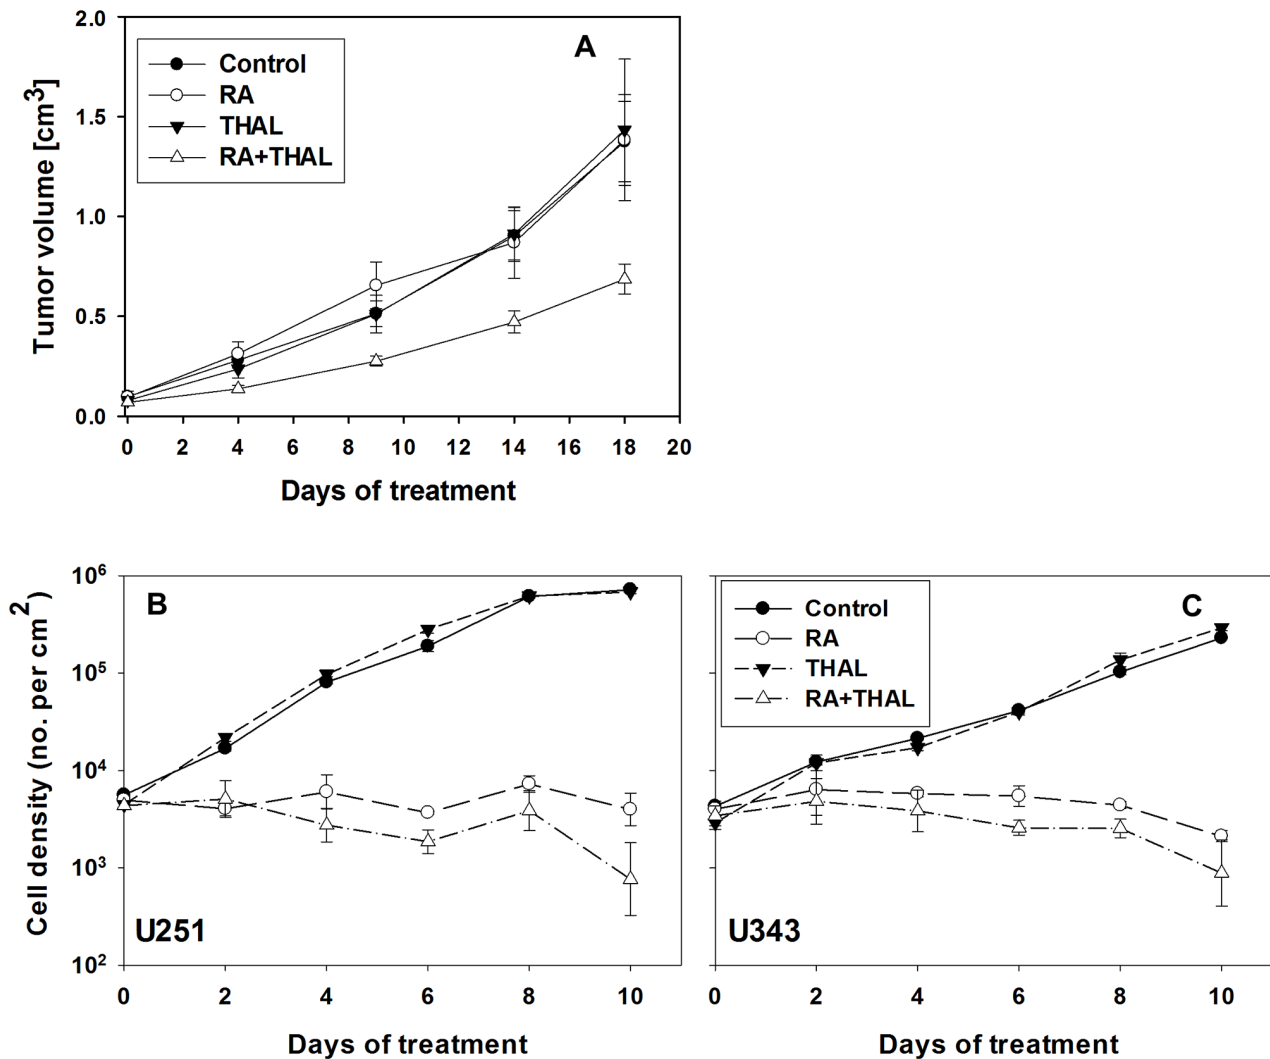 A
Control
RA
THAL
RA+THAL
Tumor volume [cm³]
2.0
1.5
1.0
0.5
0.0
0 2 4 6 8 10 12 14 16 18 20
Days of treatment
B
U251
Cell density (no. per cm²)
10⁶
10⁵
10⁴
10³
10²
0 2 4 6 8 10
Days of treatment
C
Control
RA
THAL
RA+THAL
U343
0 2 4 6 8 10
Days of treatment